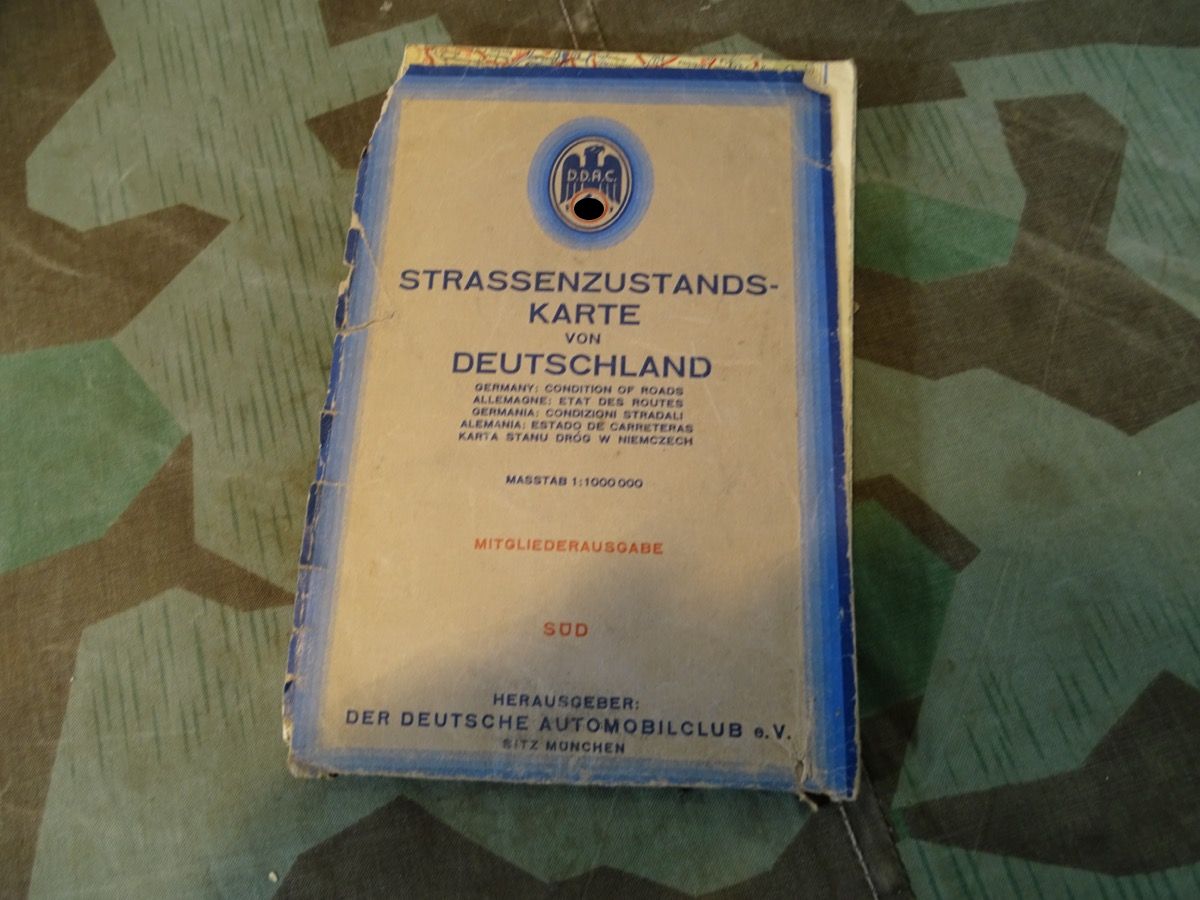 D.D.A.C.
STRASSENZUSTANDS-
KARTE
VON
DEUTSCHLAND
GERMANY: CONDITION OF ROADS
ALLEMAGNE: ETAT DES ROUTES
GERMANIA: CONDIZIONI STRADALI
ALEMANIA: ESTADO DE CARRETERAS
KARTA STANU DRÓG W NIEMCZECH
MASSTAB 1:1000000
MITGLIEDERAUSGABE
SÜD
HERAUSGEBER:
DER DEUTSCHE AUTOMOBILCLUB e.V.
SITZ MÜNCHEN